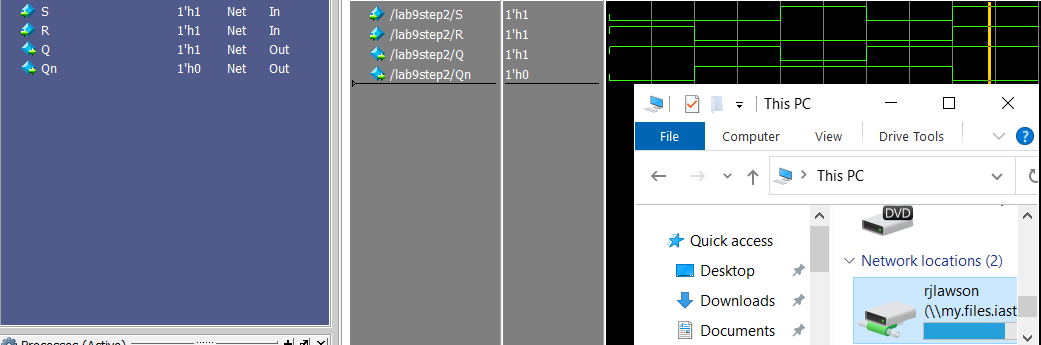 S 1'h1 Net In
R 1'h1 Net In
Q 1'h1 Net Out
Qn 1'h0 Net Out
/lab9step2/S 1'h1
/lab9step2/R 1'h1
/lab9step2/Q 1'h1
/lab9step2/Qn 1'h0
This PC
File Computer View Drive Tools
This PC
DVD
Quick access
Network locations (2)
Desktop
rjlawson
Downloads
(\\my.files.iast
Documents
Processes (Active)